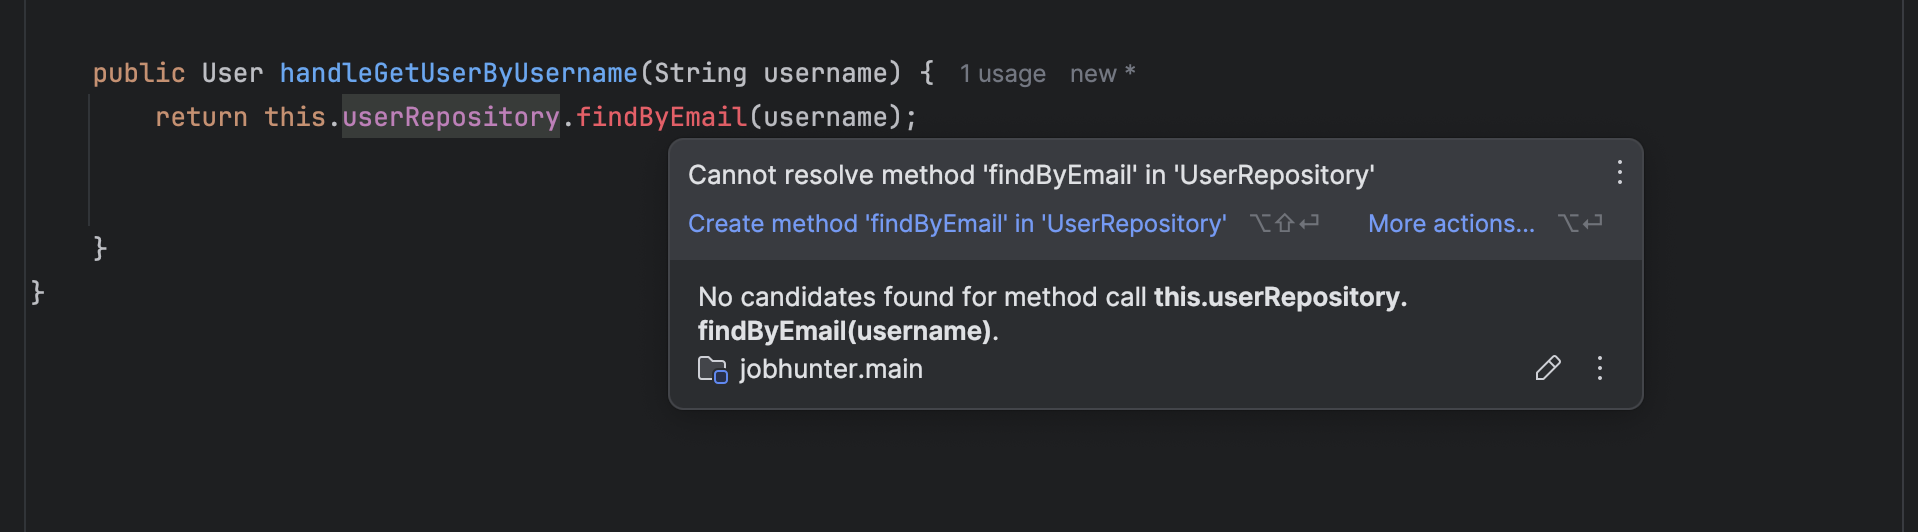 public User handleGetUserByUsername(String username) { 1 usage new *
return this.userRepository.findByEmail(username);
Cannot resolve method 'findByEmail' in 'UserRepository'
Create method 'findByEmail' in 'UserRepository' ⌥⇧⏎ More actions... ⌥⏎
No candidates found for method call this.userRepository.
findByEmail(username).
jobhunter.main
}
}